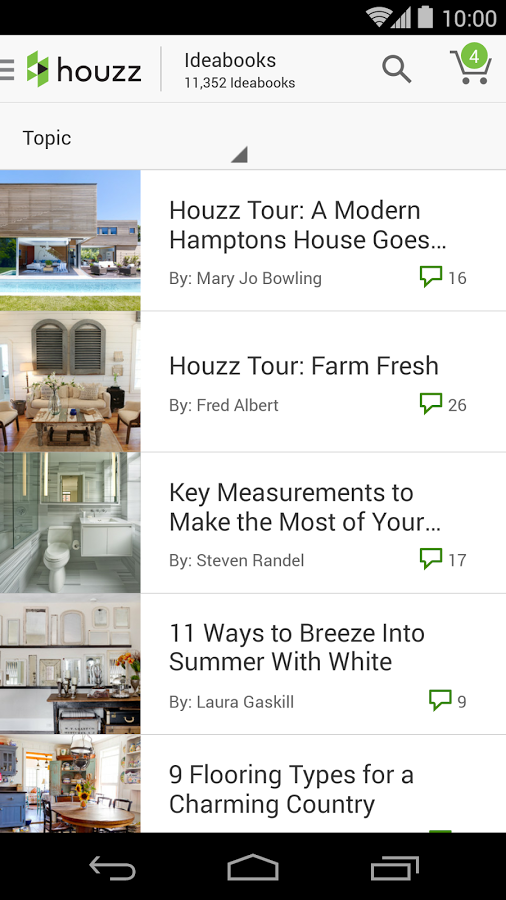 10:00
houzz
Ideabooks
11,352 Ideabooks
4
Topic
Houzz Tour: A Modern
Hamptons House Goes...
By: Mary Jo Bowling
16
Houzz Tour: Farm Fresh
By: Fred Albert
26
Key Measurements to
Make the Most of Your...
By: Steven Randel
17
11 Ways to Breeze Into
Summer With White
By: Laura Gaskill
9
9 Flooring Types for a
Charming Country